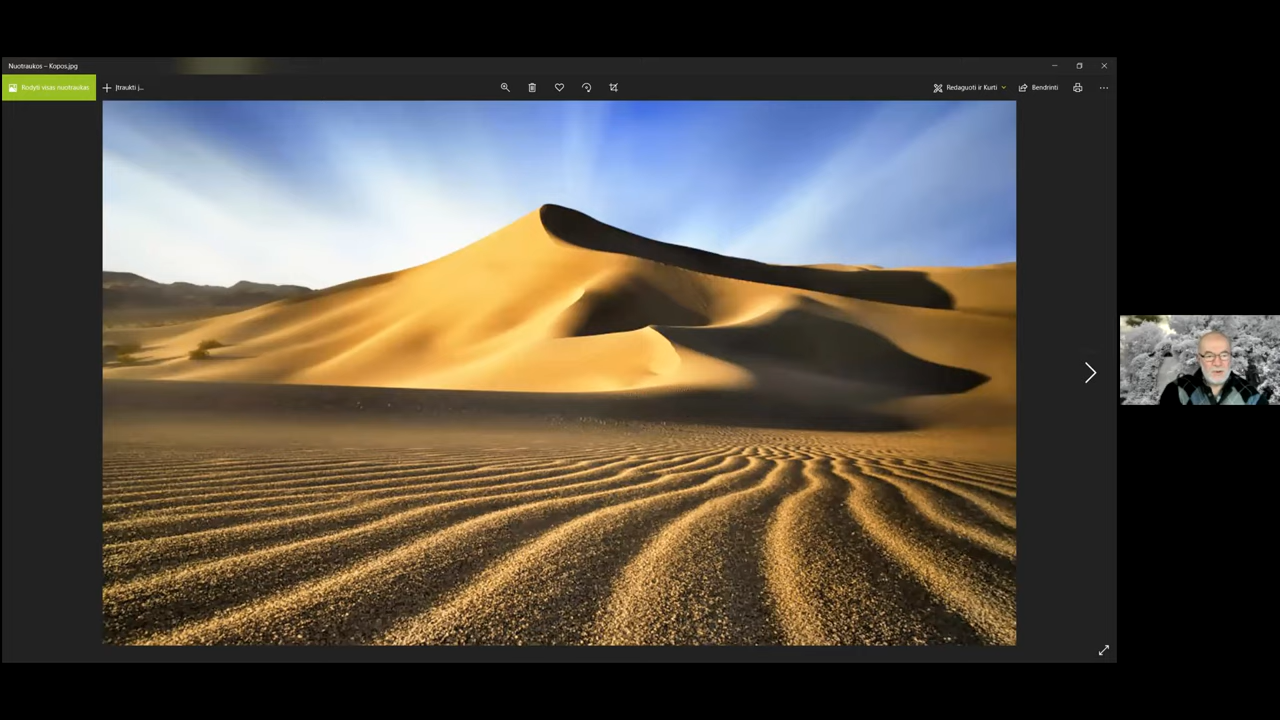 Nuotraukos – Kopos.jpg
Rodyti visas nuotraukas
Įtraukti į...
Redaguoti ir Kurti
Bendrinti